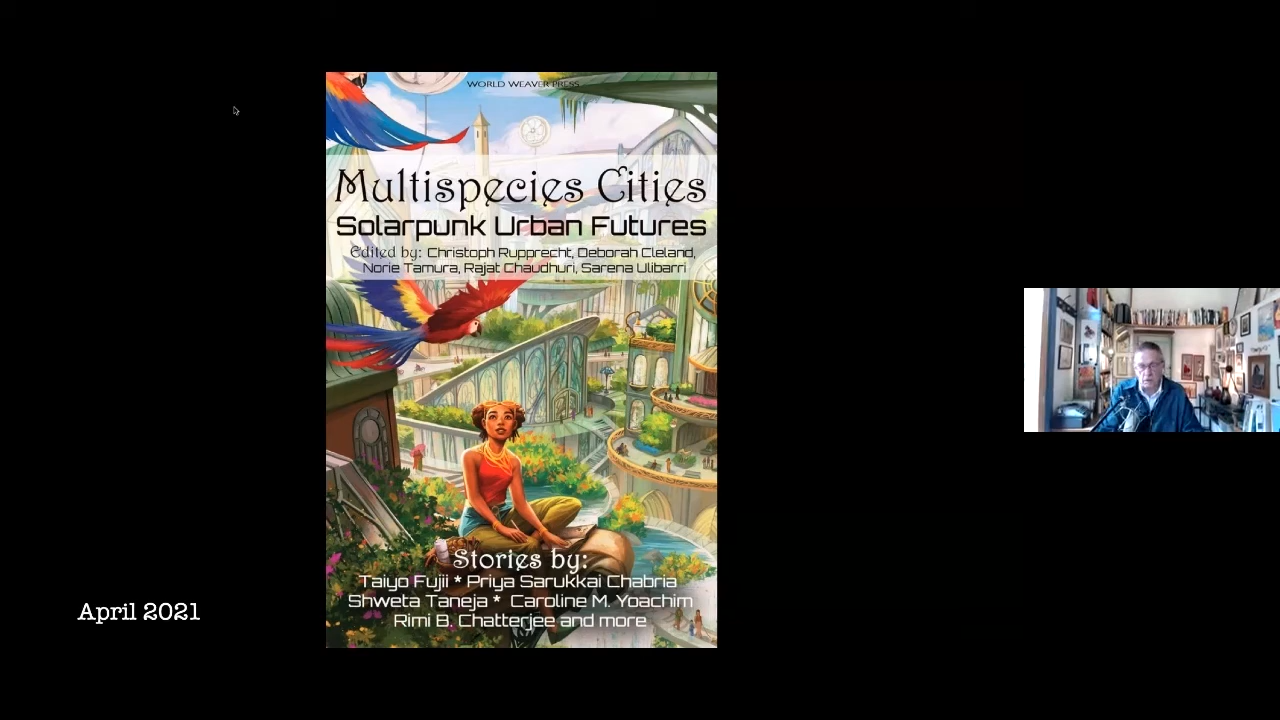 WORLD WEAVER PRESS
Multispecies Cities
Solarpunk Urban Futures
Edited by: Christoph Rupprecht, Deborah Cleland,
Norie Tamura, Rajat Chaudhuri, Sarena Ulibarri
Stories by:
Taiyo Fujii * Priya Sarukkai Chabria
Shweta Taneja * Caroline M. Yoachim
Rimi B. Chatterjee and more
April 2021